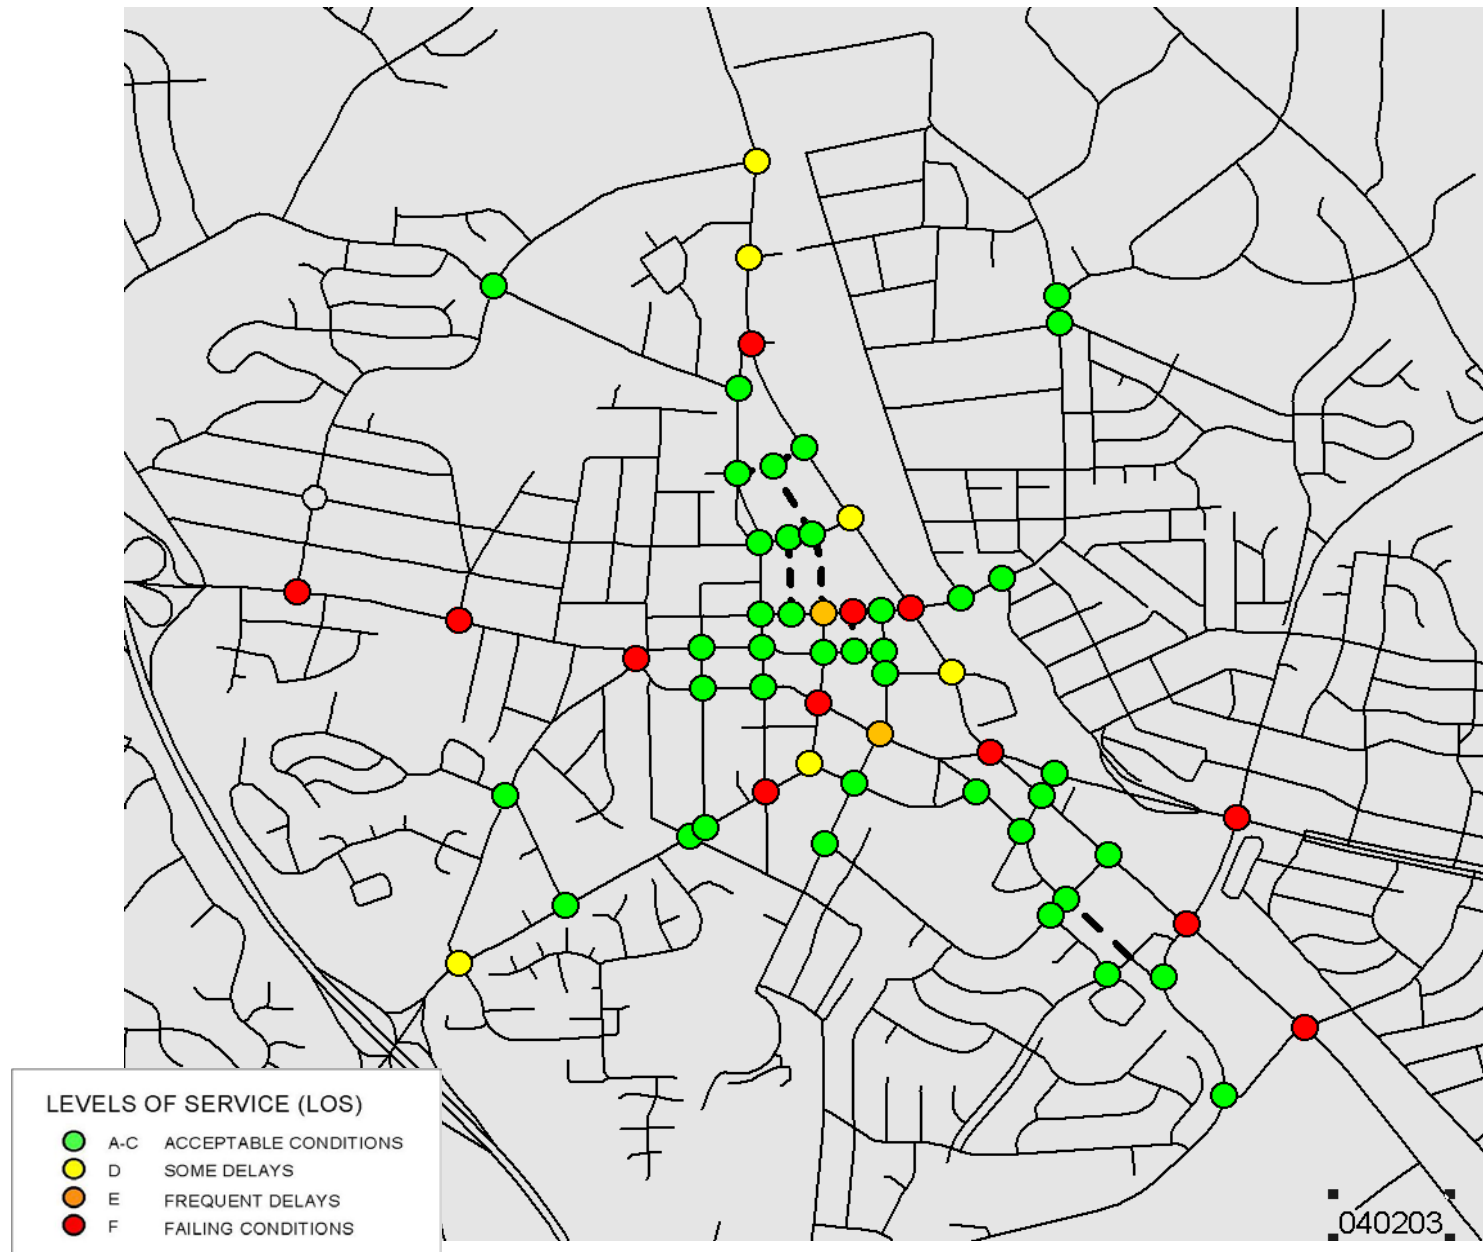 LEVELS OF SERVICE (LOS)
A-C ACCEPTABLE CONDITIONS
D SOME DELAYS
E FREQUENT DELAYS
F FAILING CONDITIONS
040203